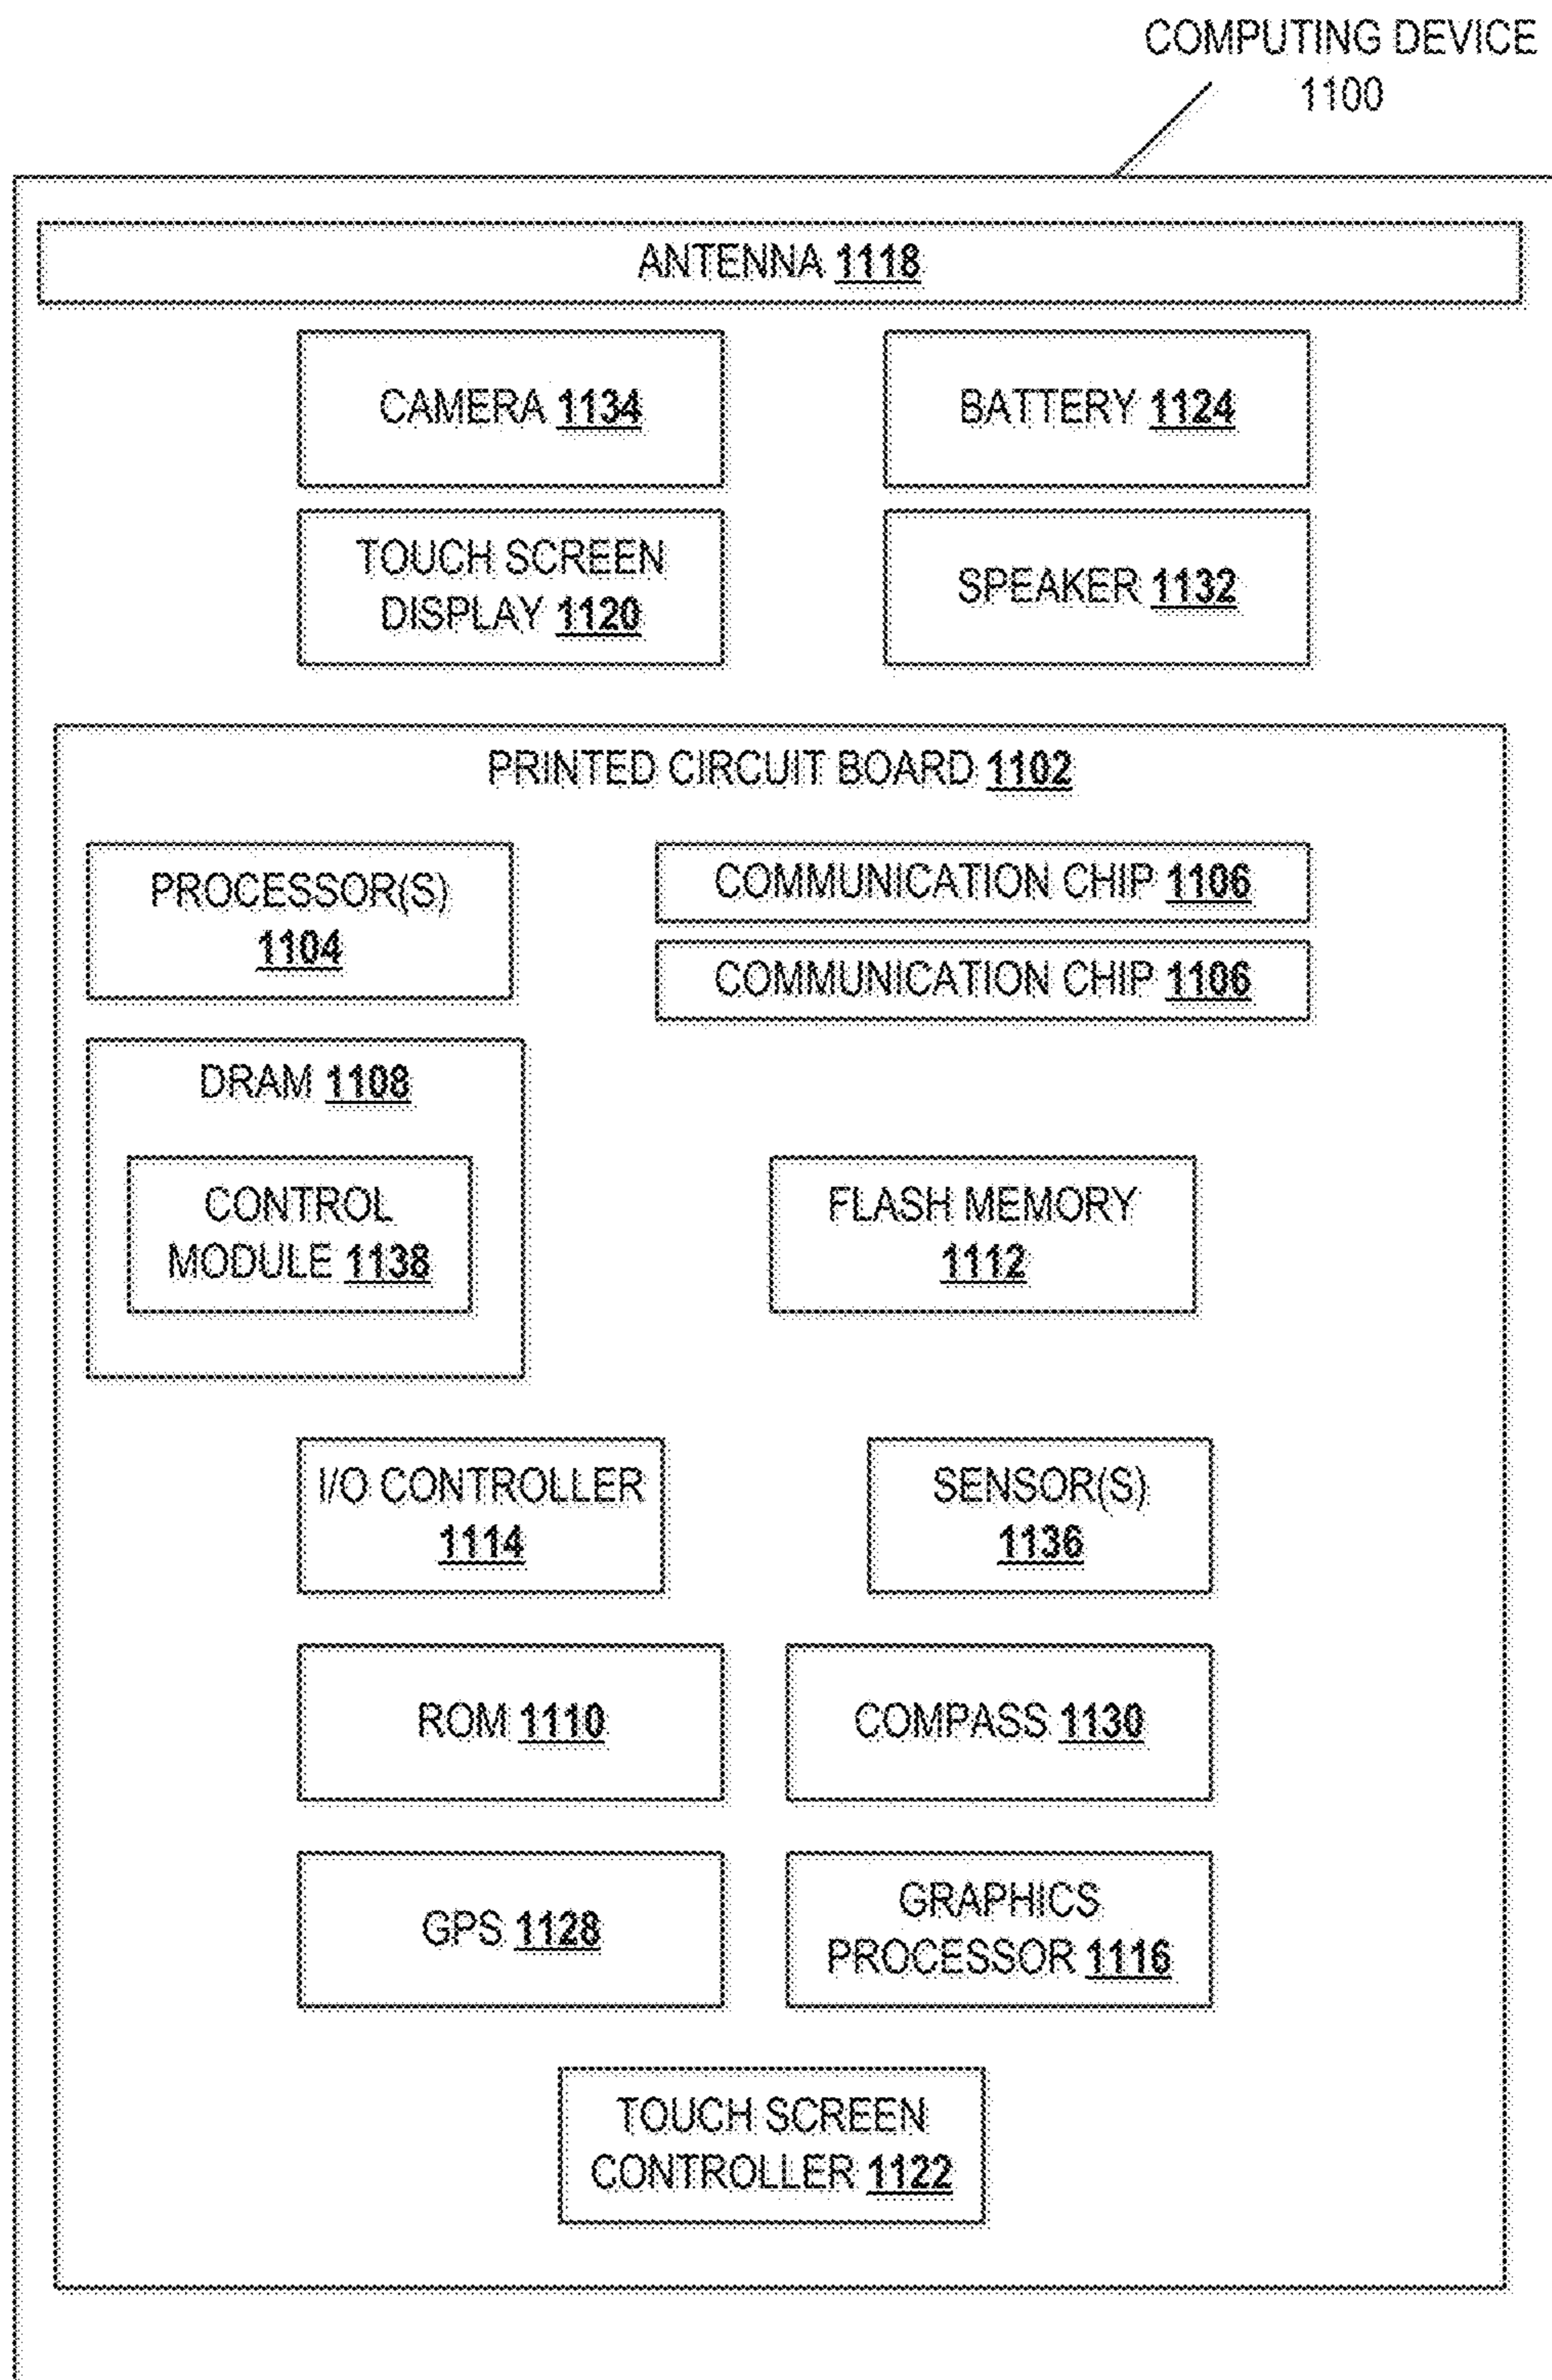 COMPUTING DEVICE
1100
ANTENNA 1118
CAMERA 1134
BATTERY 1124
TOUCH SCREEN
DISPLAY 1120
SPEAKER 1132
PRINTED CIRCUIT BOARD 1102
PROCESSOR(S)
1104
COMMUNICATION CHIP 1106
COMMUNICATION CHIP 1106
DRAM 1108
CONTROL
MODULE 1138
FLASH MEMORY
1112
I/O CONTROLLER
1114
SENSOR(S)
1136
ROM 1110
COMPASS 1130
GPS 1128
GRAPHICS
PROCESSOR 1116
TOUCH SCREEN
CONTROLLER 1122